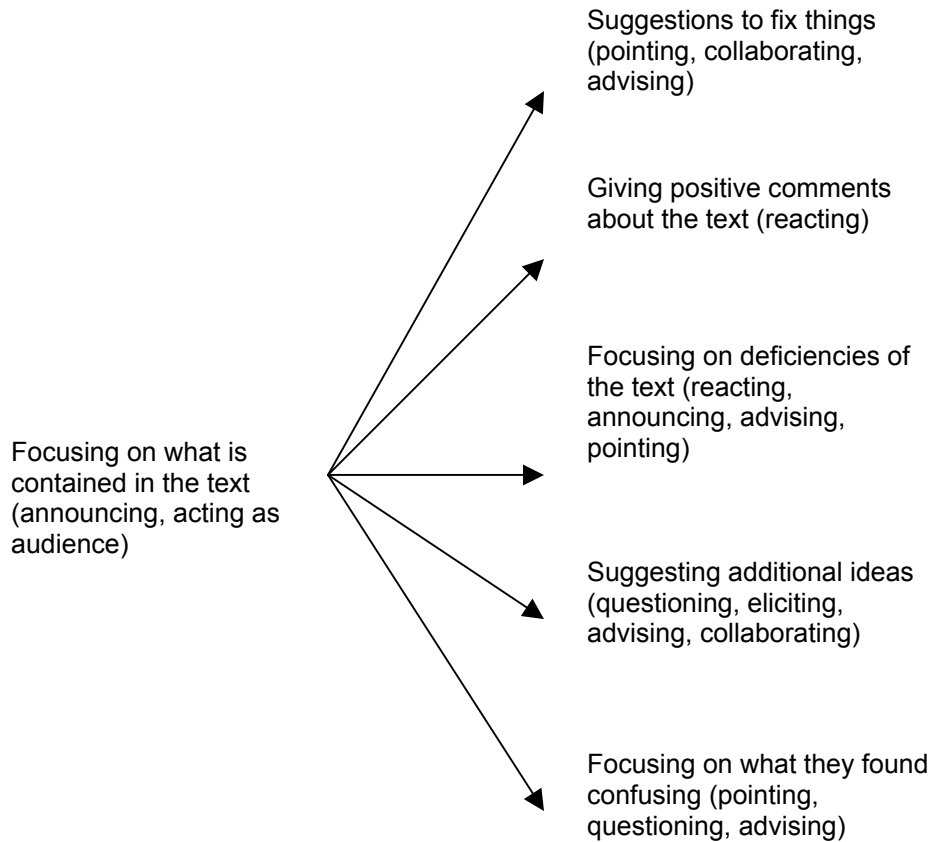 Suggestions to fix things
(pointing, collaborating,
advising)
Giving positive comments
about the text (reacting)
Focusing on deficiencies of
the text (reacting,
announcing, advising,
pointing)
Focusing on what is
contained in the text
(announcing, acting as
audience)
Suggesting additional ideas
(questioning, eliciting,
advising, collaborating)
Focusing on what they found
confusing (pointing,
questioning, advising)